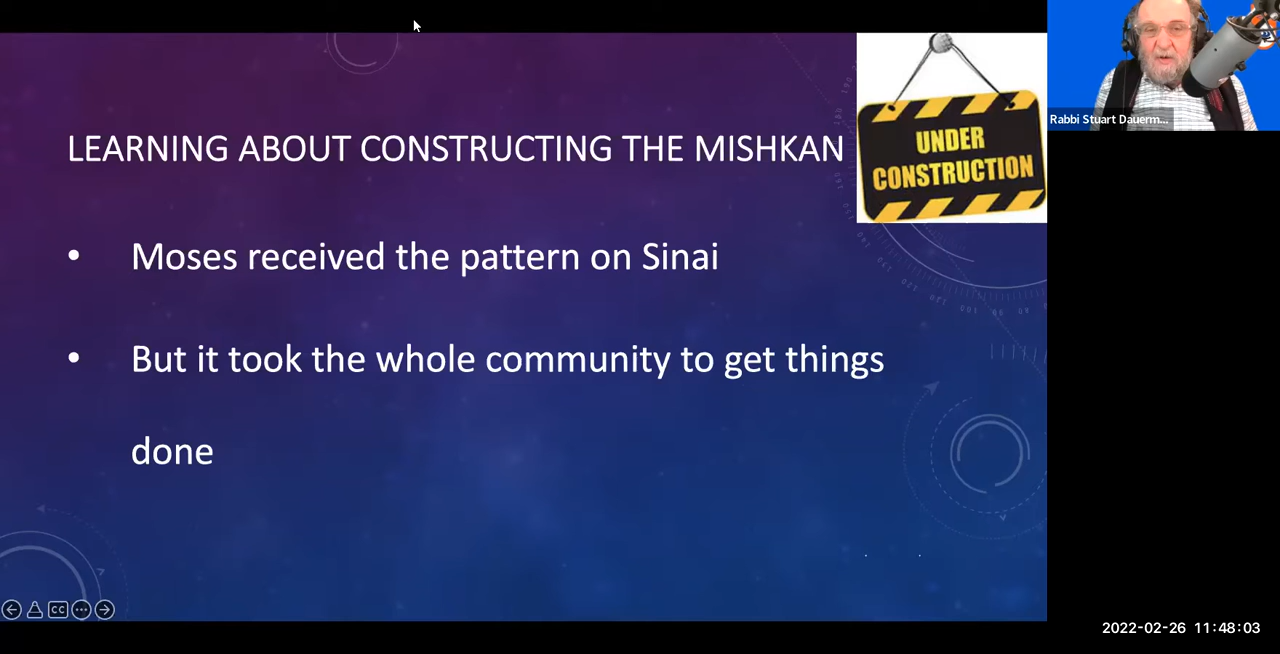 LEARNING ABOUT CONSTRUCTING THE MISHKAN
UNDER
CONSTRUCTION
Rabbi Stuart Dauerm...
• Moses received the pattern on Sinai
• But it took the whole community to get things
done
CC
2022-02-26 11:48:03